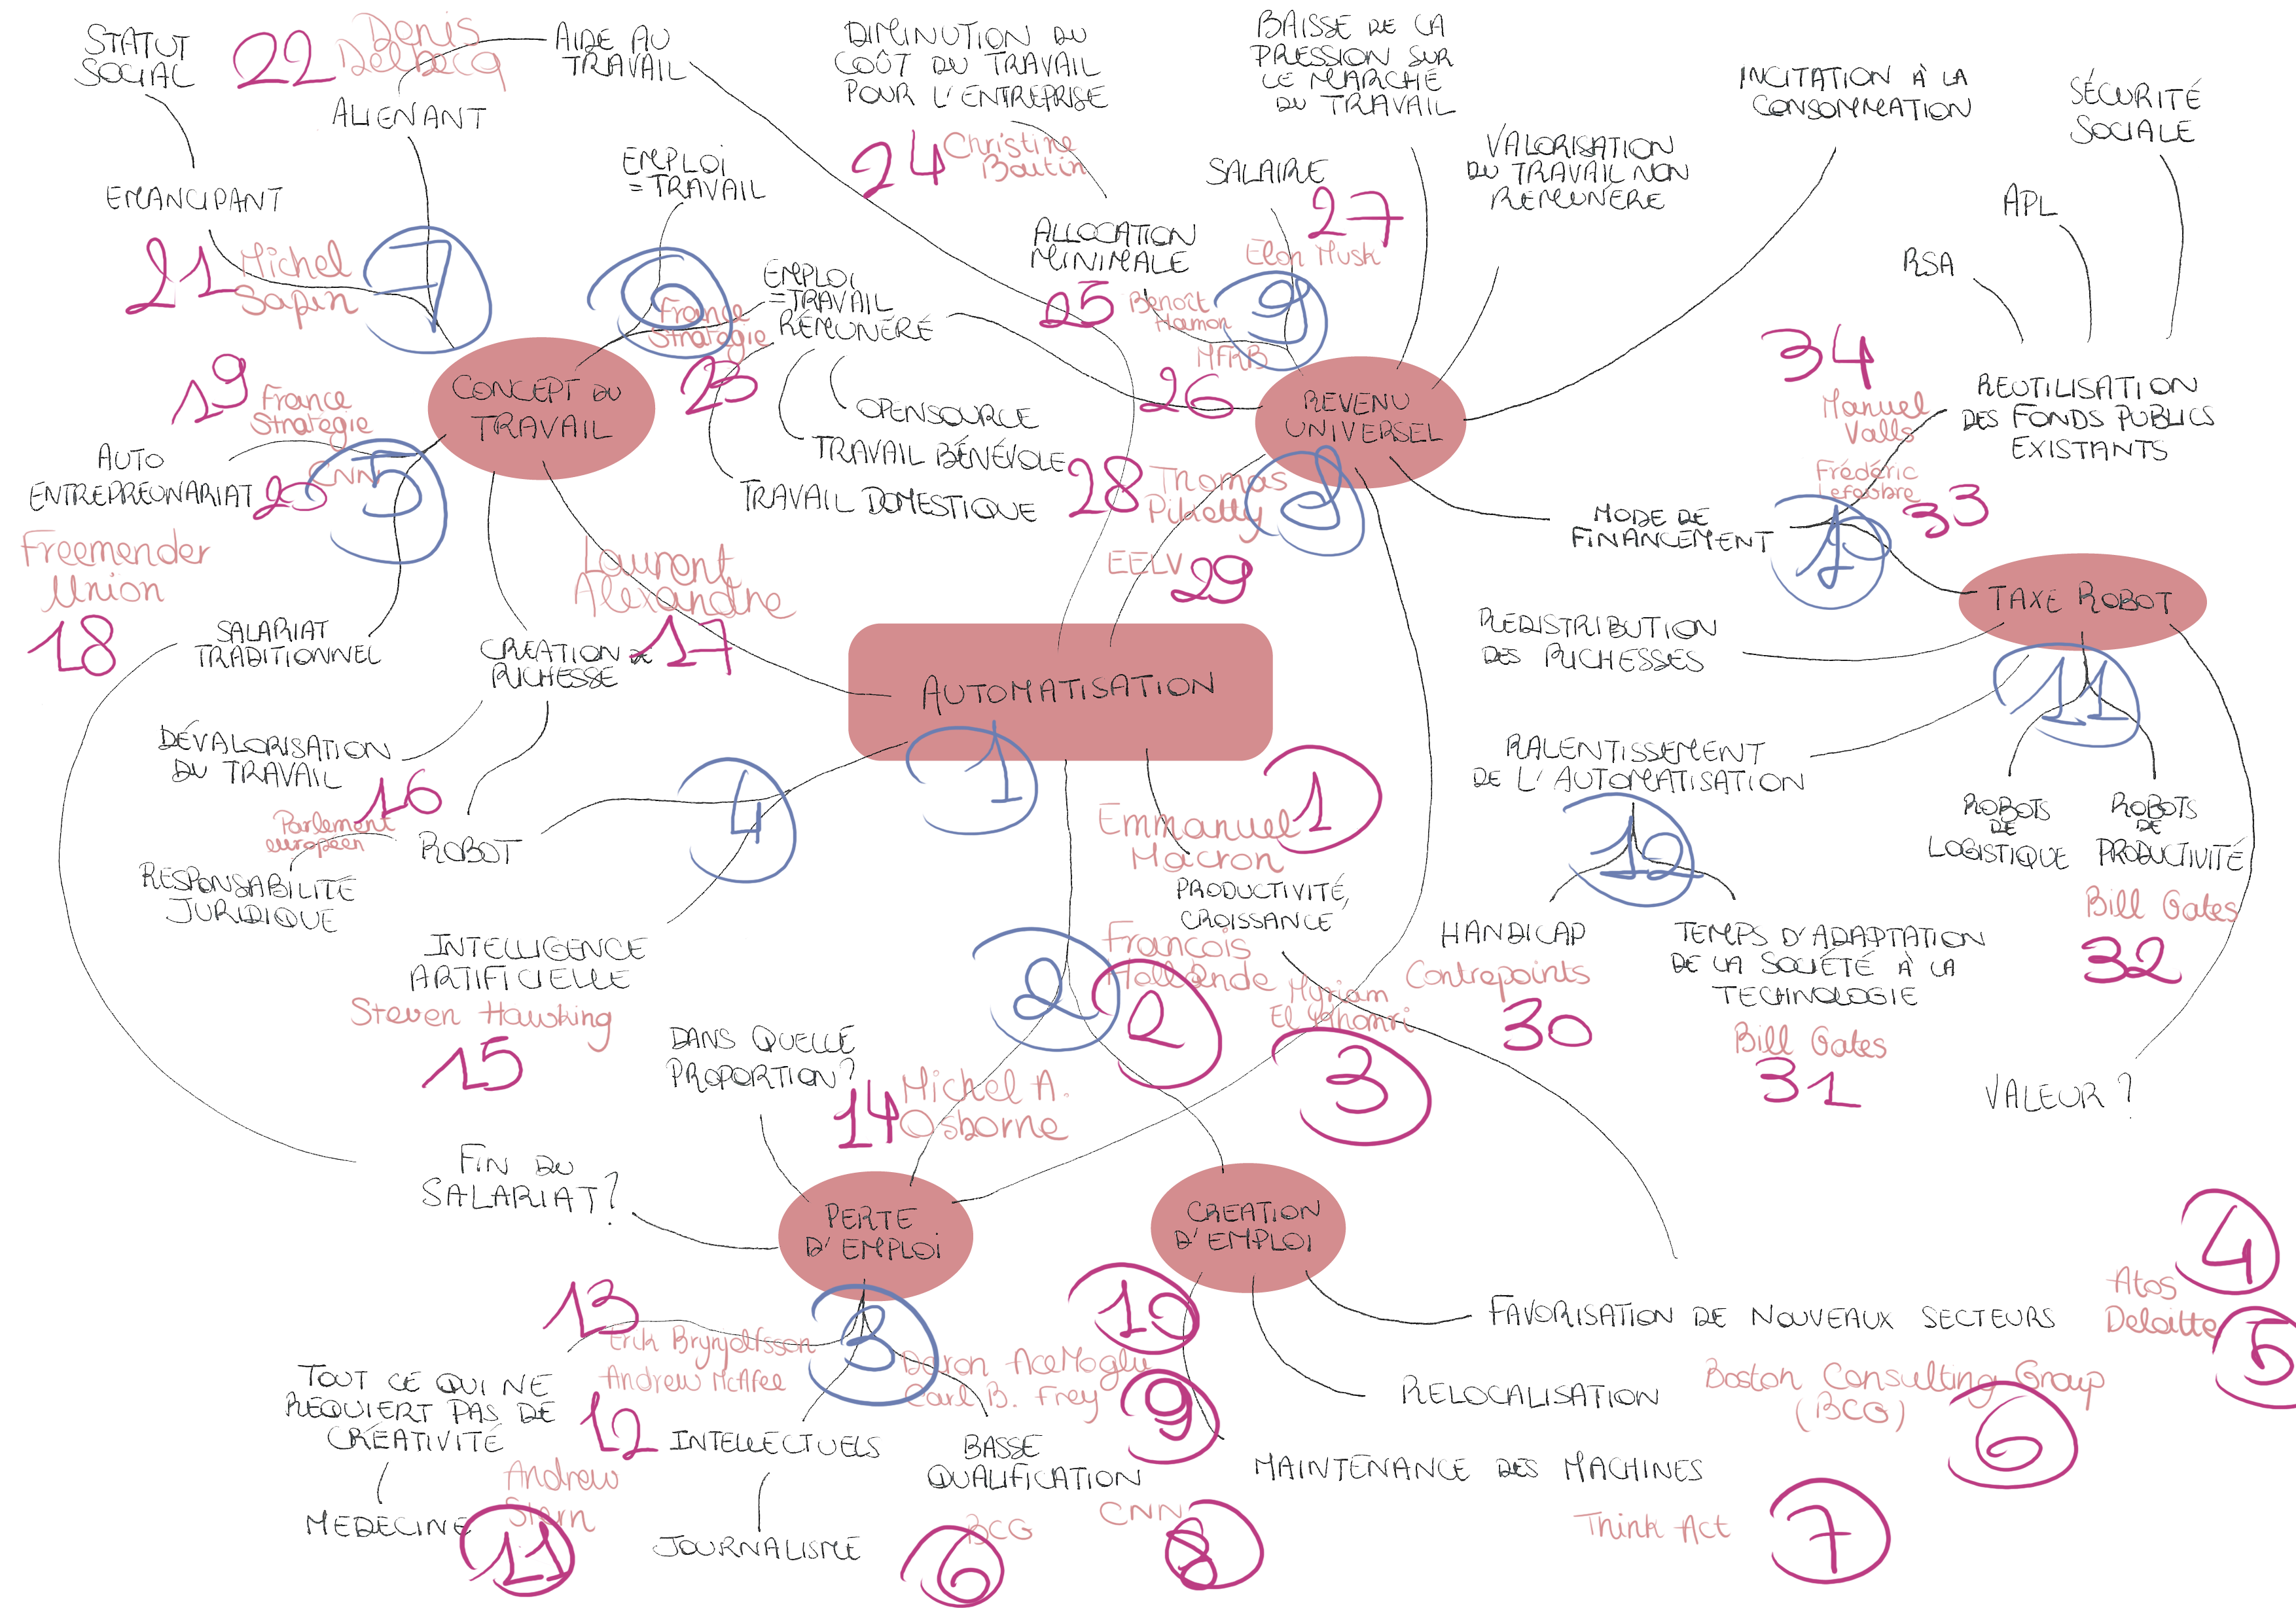 STATUT
SOCIAL
22
Denis
Delbecq
AIDE AU
TRAVAIL
DIMINUTION DU
COÛT DU TRAVAIL
POUR L'ENTREPRISE
BAISSE DE LA
PRESSION SUR
LE MARCHÉ
DU TRAVAIL
INCITATION À LA
CONSOMMATION
SÉCURITÉ
SOCIALE
ALIENANT
24
Christine
Boutin
EMPLOI
= TRAVAIL
SALAIRE
27
Elon Musk
VALORISATION
DU TRAVAIL NON
REMUNERE
EMANCIPANT
APL
RSA
21
Michel
Sapin
7
6
France
Strategie
23
EMPLOI
= TRAVAIL
RÉMUNÉRÉ
ALLOCATION
MINIMALE
25
Benoît
Hamon
MFRB
26
9
34
Manuel
Valls
REUTILISATION
DES FONDS PUBLICS
EXISTANTS
19
France
Strategie
CONCEPT DU
TRAVAIL
REVENU
UNIVERSEL
OPENSOURCE
TRAVAIL BÉNÉVOLE
TRAVAIL DOMESTIQUE
AUTO
ENTREPREUNARIAT
20
CNN
5
28
Thomas
Piketty
8
Frédéric
Lefebvre
33
MODE DE
FINANCEMENT
10
Freemender
Union
18
Laurent
Alexandre
17
EELV
29
TAXE ROBOT
SALARIAT
TRADITIONNEL
CREATION DE
RICHESSE
REDISTRIBUTION
DES RICHESSES
11
AUTOMATISATION
1
DÉVALORISATION
DU TRAVAIL
16
Parlement
européen
ROBOT
4
RALENTISSEMENT
DE L'AUTOMATISATION
12
ROBOTS
DE
LOGISTIQUE
ROBOTS
DE
PRODUCTIVITÉ
Bill Gates
32
RESPONSABILITÉ
JURIDIQUE
Emmanuel
Macron
1
PRODUCTIVITÉ,
CROISSANCE
François
Hollande
2
2
Myriam
El Khomri
3
HANDICAP
Contrepoints
30
TEMPS D'ADAPTATION
DE LA SOCIÉTÉ À LA
TECHNOLOGIE
Bill Gates
31
INTELLIGENCE
ARTIFICIELLE
Steven Hawking
15
DANS QUELLE
PROPORTION ?
14
Michel A.
Osborne
VALEUR ?
FIN DU
SALARIAT ?
PERTE
D'EMPLOI
CREATION
D'EMPLOI
4
Atos
Deloitte
5
13
Erik Brynjolfsson
Andrew McAfee
12
3
10
Daron AceMoglu
Carl B. Frey
9
FAVORISATION DE NOUVEAUX SECTEURS
TOUT CE QUI NE
REQUIERT PAS DE
CRÉATIVITÉ
INTELLECTUELS
BASSE
QUALIFICATION
RELOCALISATION
Boston Consulting Group
(BCG)
6
MAINTENANCE DES MACHINES
Andrew
Stern
11
MEDECINE
JOURNALISME
BCG
6
CNN
8
Think Act
7